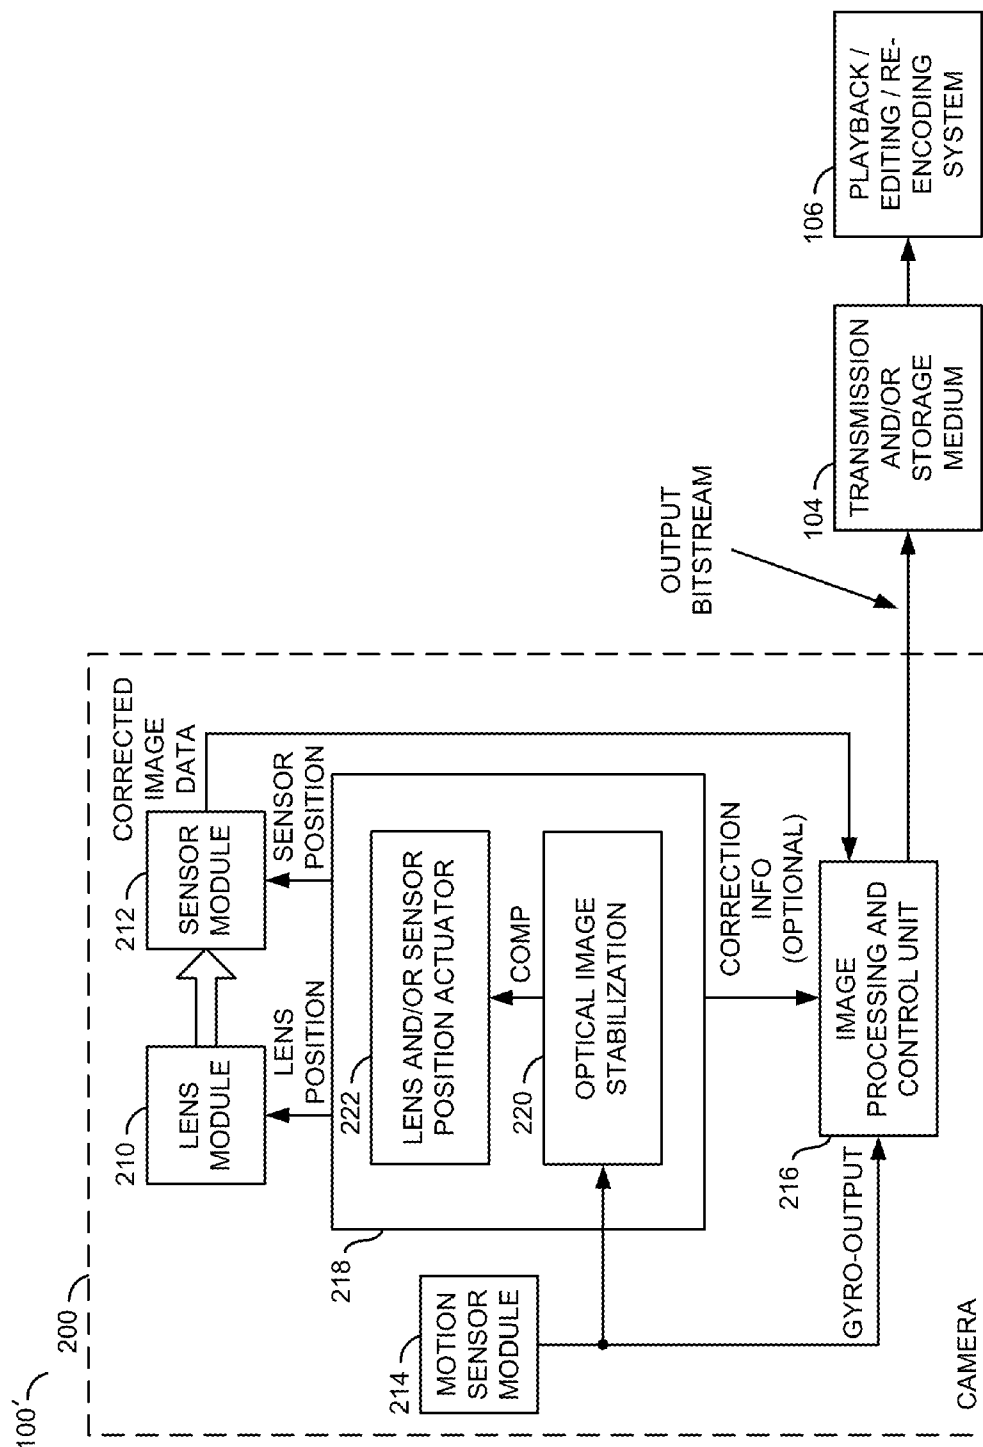 100′
200
CAMERA
210
LENS
MODULE
212
SENSOR
MODULE
CORRECTED
IMAGE
DATA
LENS
POSITION
SENSOR
POSITION
214
MOTION
SENSOR
MODULE
218
222
LENS AND/OR SENSOR
POSITION ACTUATOR
COMP
220
OPTICAL IMAGE
STABILIZATION
CORRECTION
INFO
(OPTIONAL)
GYRO-OUTPUT
216
IMAGE
PROCESSING AND
CONTROL UNIT
OUTPUT
BITSTREAM
104
TRANSMISSION
AND/OR
STORAGE
MEDIUM
106
PLAYBACK /
EDITING / RE-
ENCODING
SYSTEM